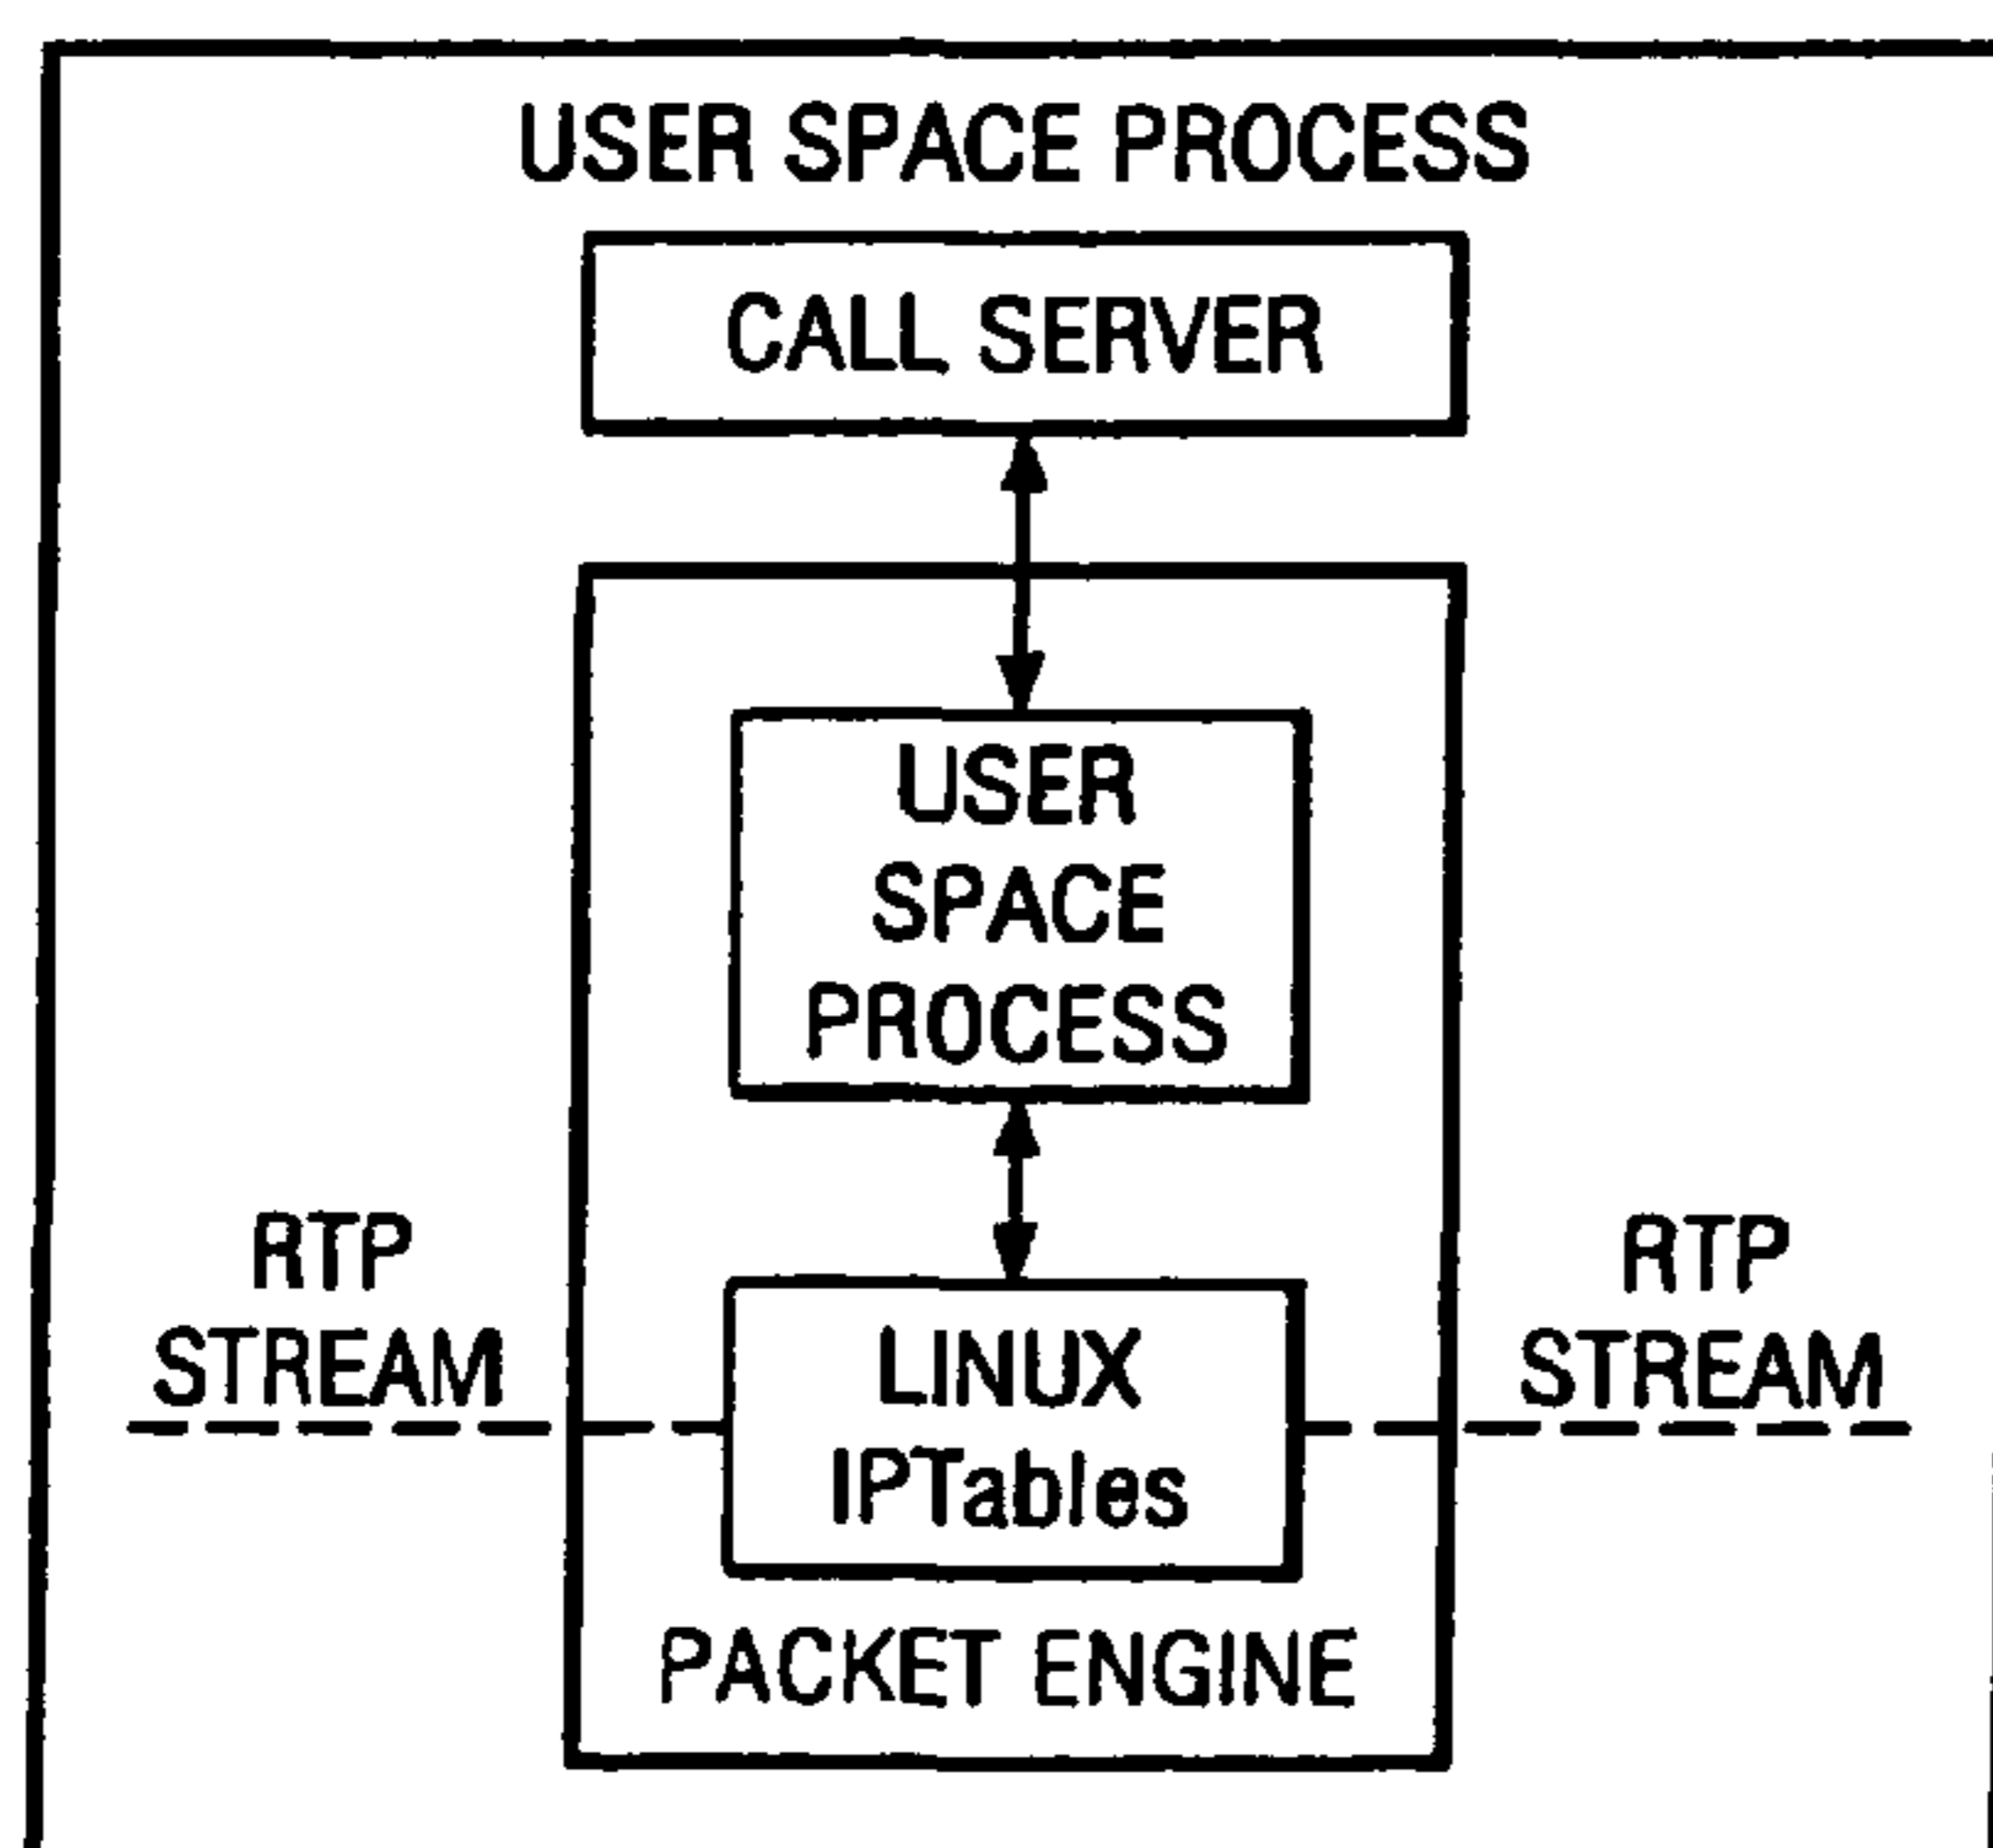 USER SPACE PROCESS
CALL SERVER
USER
SPACE
PROCESS
RTP
STREAM
RTP
STREAM
LINUX
IPTables
PACKET ENGINE